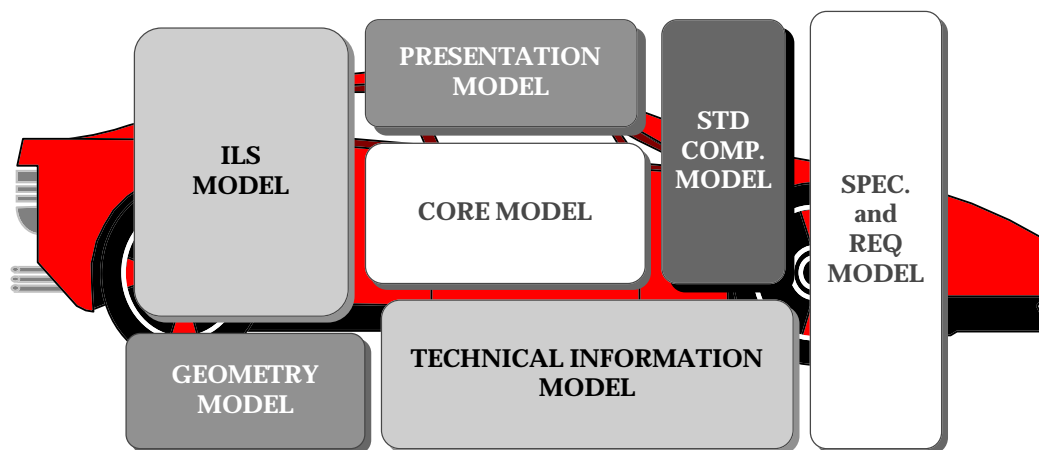 PRESENTATION
MODEL
ILS
MODEL
STD
COMP.
MODEL
CORE MODEL
SPEC.
and
REQ
MODEL
GEOMETRY
MODEL
TECHNICAL INFORMATION
MODEL